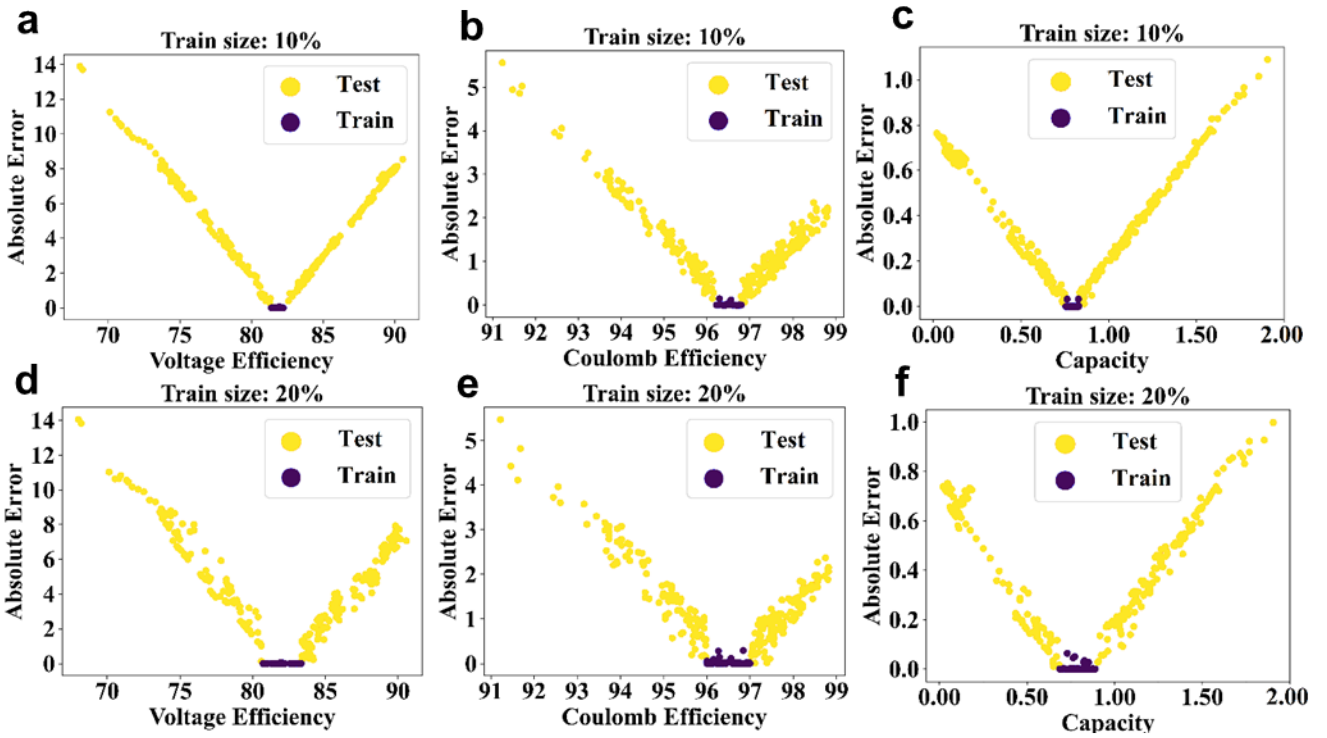 a
Train size: 10%
Absolute Error
14
12
10
8
6
4
2
0
Test
Train
70 75 80 85 90
Voltage Efficiency
b
Train size: 10%
Absolute Error
5
4
3
2
1
0
Test
Train
91 92 93 94 95 96 97 98 99
Coulomb Efficiency
c
Train size: 10%
Absolute Error
1.0
0.8
0.6
0.4
0.2
0.0
Test
Train
0.00 0.50 1.00 1.50 2.00
Capacity
d
Train size: 20%
Absolute Error
14
12
10
8
6
4
2
0
Test
Train
70 75 80 85 90
Voltage Efficiency
e
Train size: 20%
Absolute Error
5
4
3
2
1
0
Test
Train
91 92 93 94 95 96 97 98 99
Coulomb Efficiency
f
Train size: 20%
Absolute Error
1.0
0.8
0.6
0.4
0.2
0.0
Test
Train
0.00 0.50 1.00 1.50 2.00
Capacity